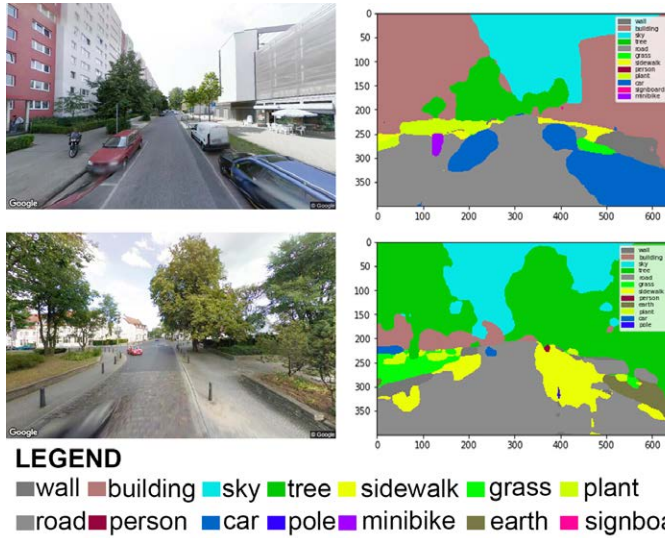 wall
building
sky
tree
road
grass
sidewalk
person
plant
car
signboard
minibike
0
50
100
150
200
250
300
350
0 100 200 300 400 500 600
Google
© Google
wall
building
sky
tree
road
grass
sidewalk
person
earth
plant
car
pole
0
50
100
150
200
250
300
350
0 100 200 300 400 500 600
Google
© Google
LEGEND
wall building sky tree sidewalk grass plant
road person car pole minibike earth signboa